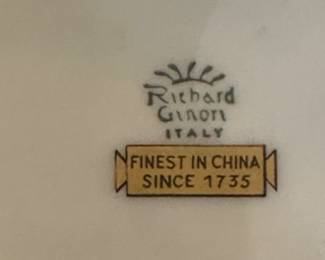 Richard
Ginori
ITALY
FINEST IN CHINA
SINCE 1735